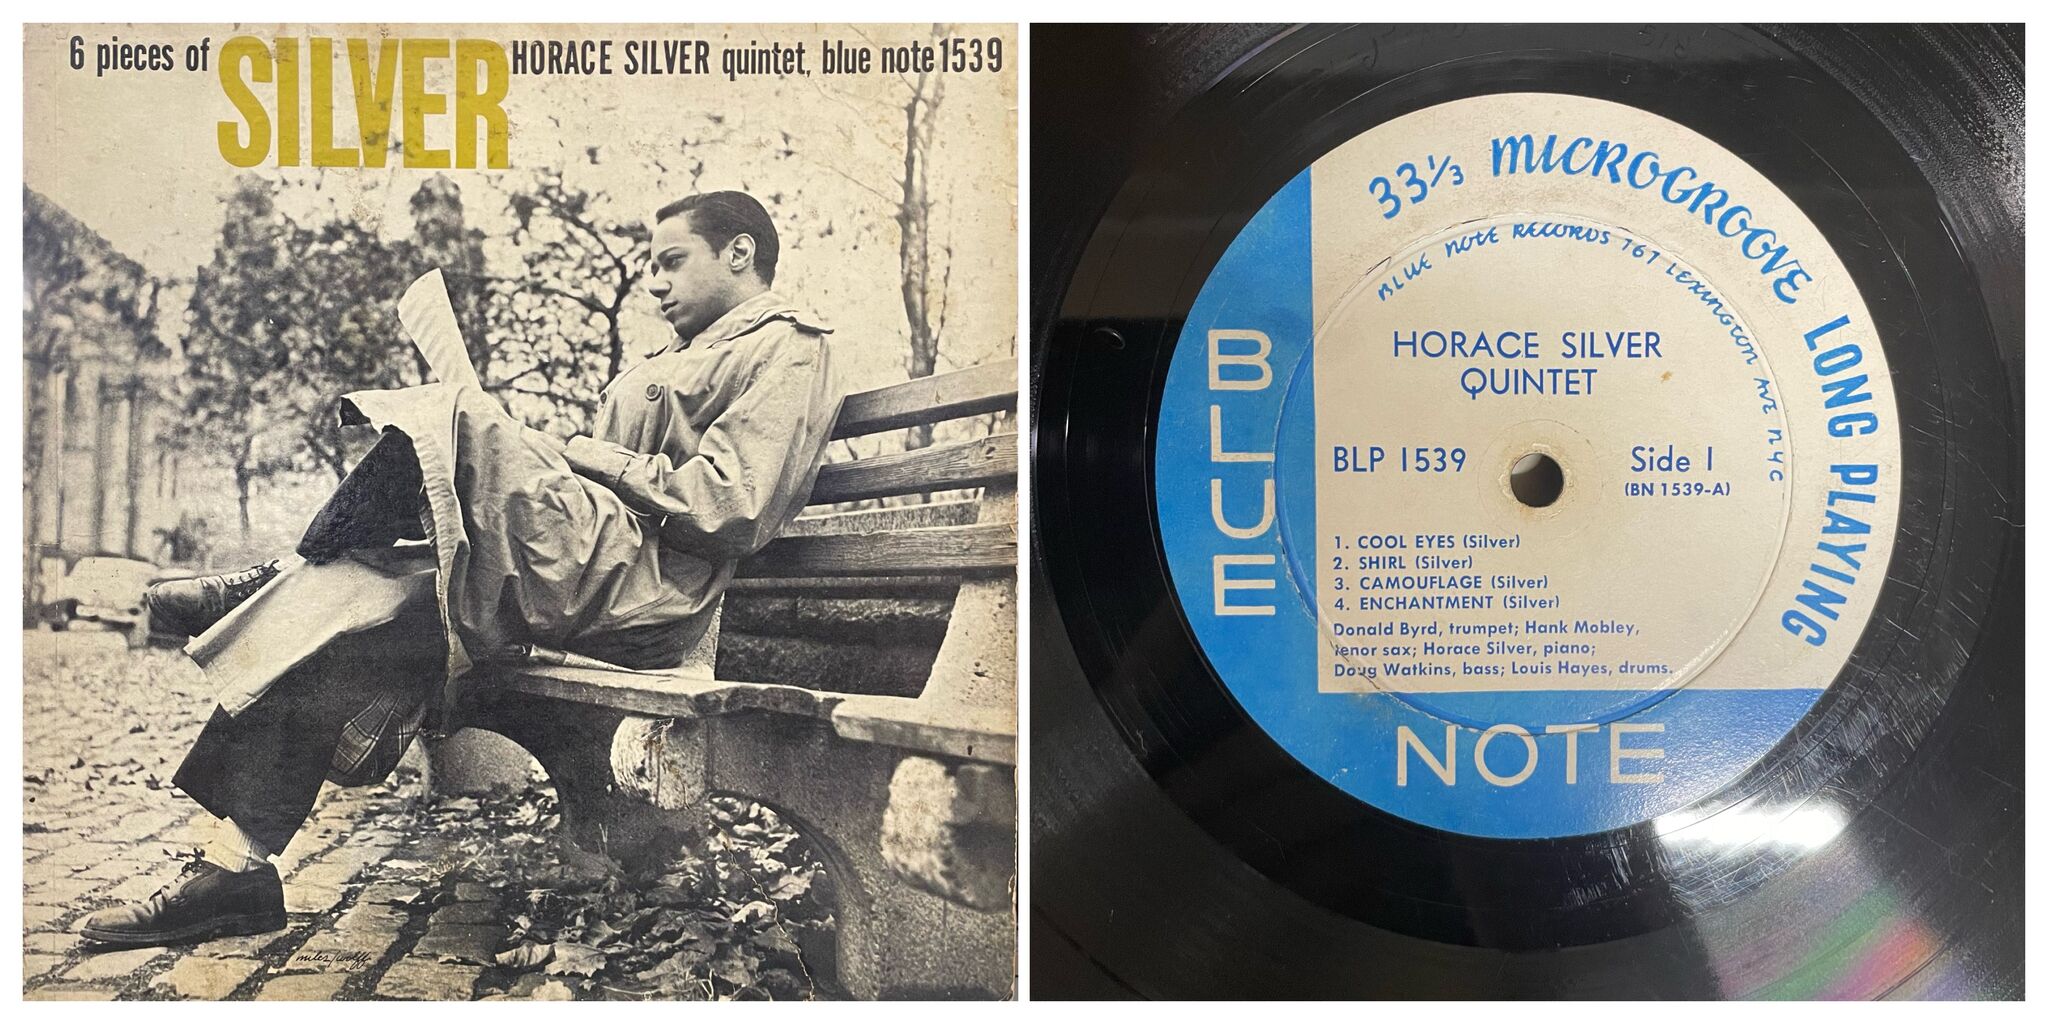 6 pieces of SILVER HORACE SILVER quintet, blue note 1539
miles/wolff
33⅓ MICROGROOVE LONG PLAYING
BLUE NOTE RECORDS 767 LEXINGTON AVE NYC
HORACE SILVER
QUINTET
BLP 1539 Side 1
(BN 1539-A)
1. COOL EYES (Silver)
2. SHIRL (Silver)
3. CAMOUFLAGE (Silver)
4. ENCHANTMENT (Silver)
Donald Byrd, trumpet; Hank Mobley,
tenor sax; Horace Silver, piano;
Doug Watkins, bass; Louis Hayes, drums.
BLUE
NOTE